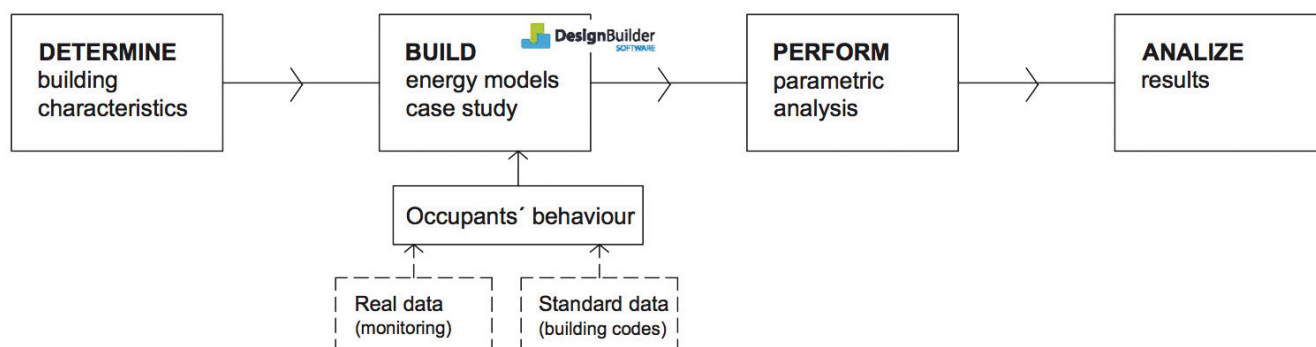 DETERMINE
building
characteristics
BUILD
DesignBuilder
SOFTWARE
energy models
case study
PERFORM
parametric
analysis
ANALIZE
results
Occupants´ behaviour
Real data
(monitoring)
Standard data
(building codes)